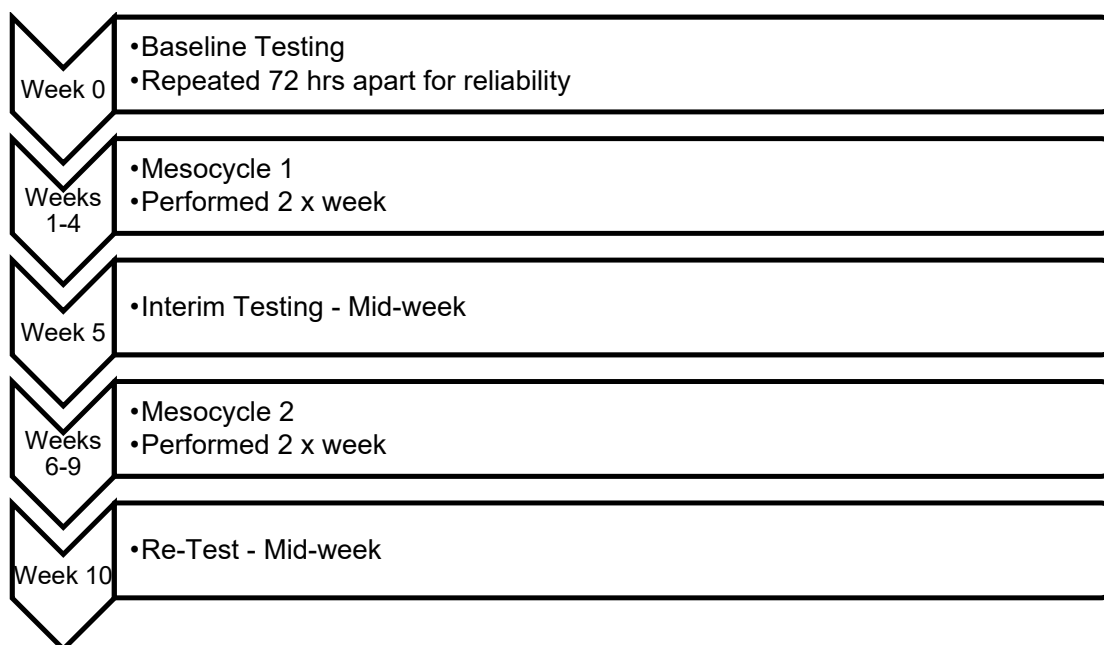 Week 0
•Baseline Testing
•Repeated 72 hrs apart for reliability
Weeks
1-4
•Mesocycle 1
•Performed 2 x week
Week 5
•Interim Testing - Mid-week
Weeks
6-9
•Mesocycle 2
•Performed 2 x week
Week 10
•Re-Test - Mid-week